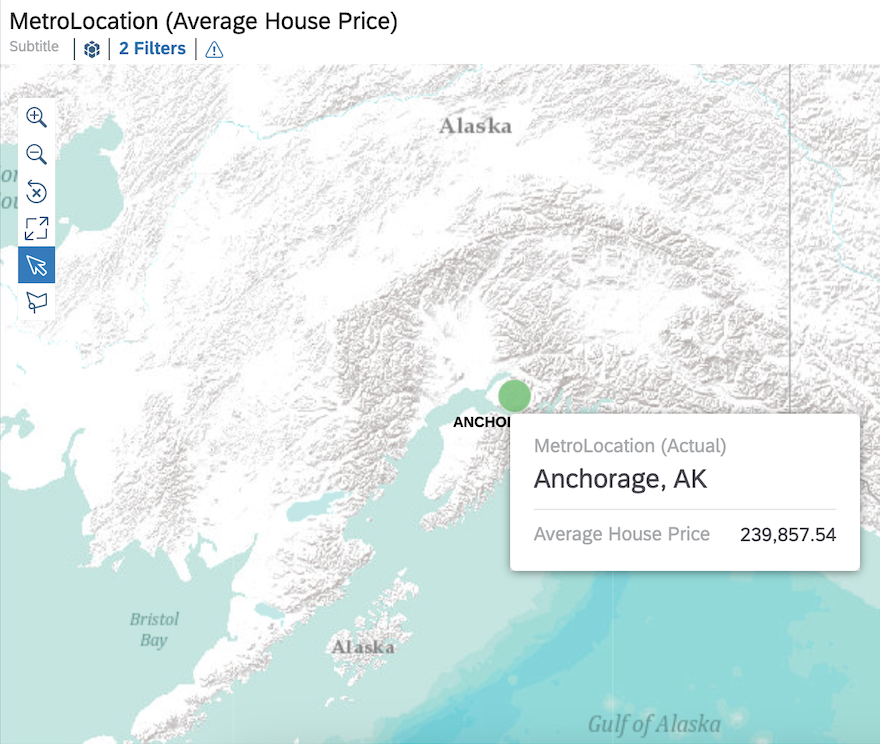 MetroLocation (Average House Price)
Subtitle
2 Filters
Alaska
MetroLocation (Actual)
Anchorage, AK
Average House Price 239,857.54
Bristol
Bay
Alaska
Gulf of Alaska